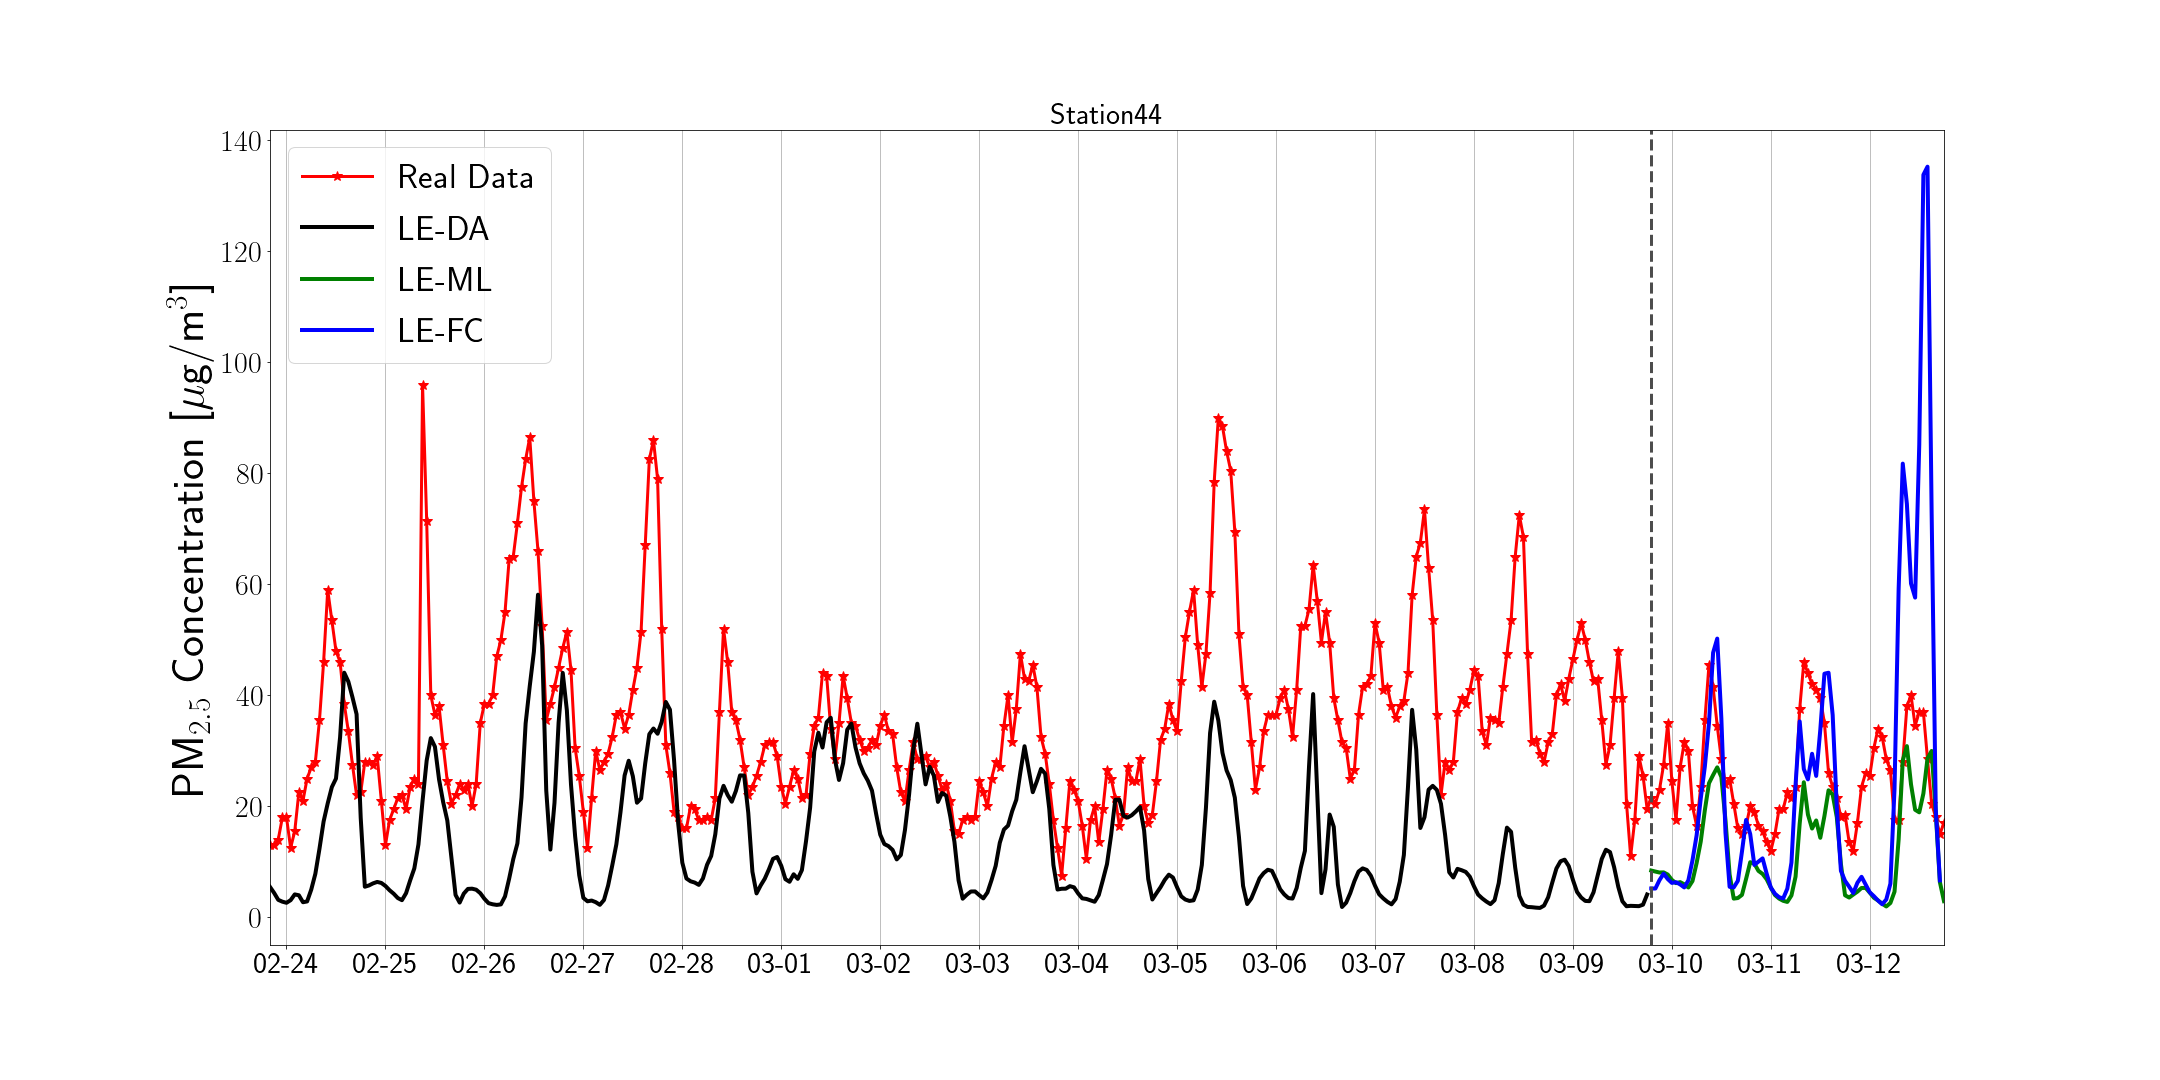 Station44
140
120
100
80
60
40
20
0
PM2.5 Concentration [μg/m³]
Real Data
LE-DA
LE-ML
LE-FC
02-24 02-25 02-26 02-27 02-28 03-01 03-02 03-03 03-04 03-05 03-06 03-07 03-08 03-09 03-10 03-11 03-12